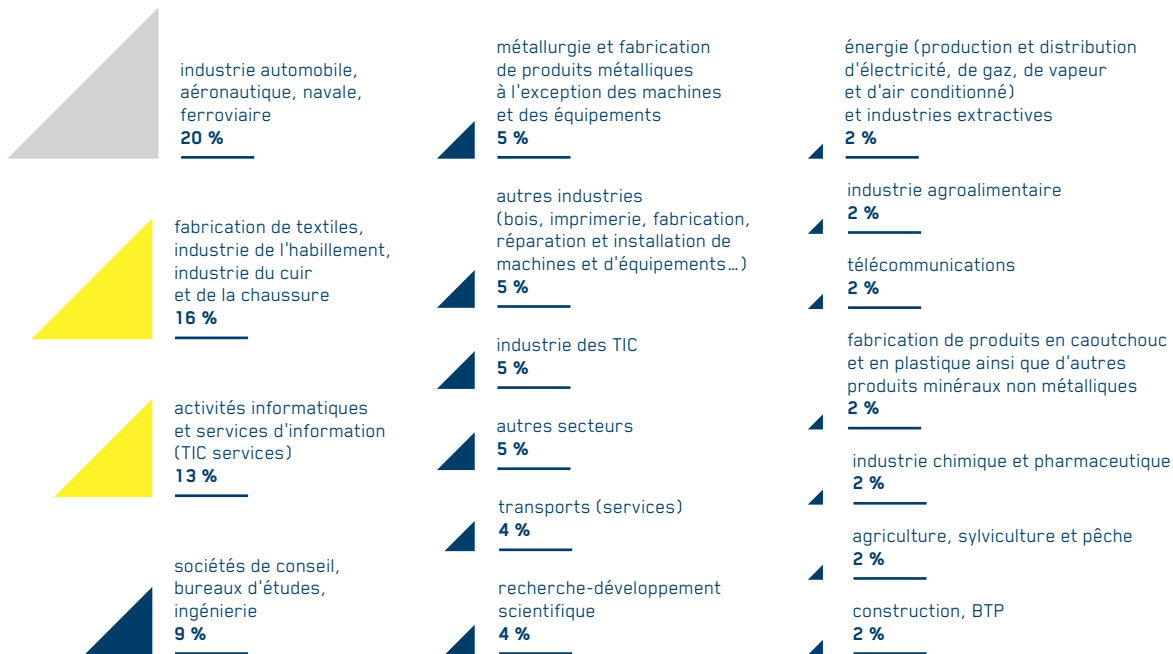 industrie automobile,
aéronautique, navale,
ferroviaire
20 %
fabrication de textiles,
industrie de l'habillement,
industrie du cuir
et de la chaussure
16 %
activités informatiques
et services d'information
(TIC services)
13 %
sociétés de conseil,
bureaux d'études,
ingénierie
9 %
métallurgie et fabrication
de produits métalliques
à l'exception des machines
et des équipements
5 %
autres industries
(bois, imprimerie, fabrication,
réparation et installation de
machines et d'équipements…)
5 %
industrie des TIC
5 %
autres secteurs
5 %
transports (services)
4 %
recherche-développement
scientifique
4 %
énergie (production et distribution
d'électricité, de gaz, de vapeur
et d'air conditionné)
et industries extractives
2 %
industrie agroalimentaire
2 %
télécommunications
2 %
fabrication de produits en caoutchouc
et en plastique ainsi que d'autres
produits minéraux non métalliques
2 %
industrie chimique et pharmaceutique
2 %
agriculture, sylviculture et pêche
2 %
construction, BTP
2 %